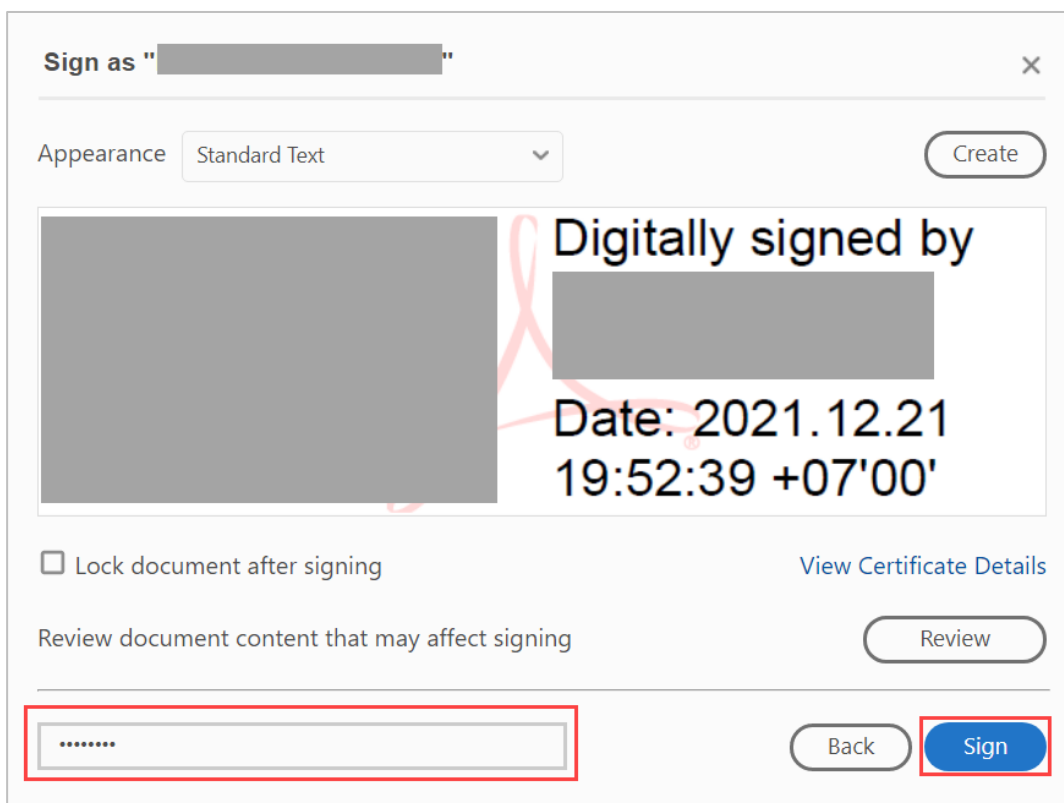 Sign as " "
Appearance Standard Text Create
Digitally signed by
Date: 2021.12.21
19:52:39 +07'00'
Lock document after signing View Certificate Details
Review document content that may affect signing Review
•••••••• Back Sign